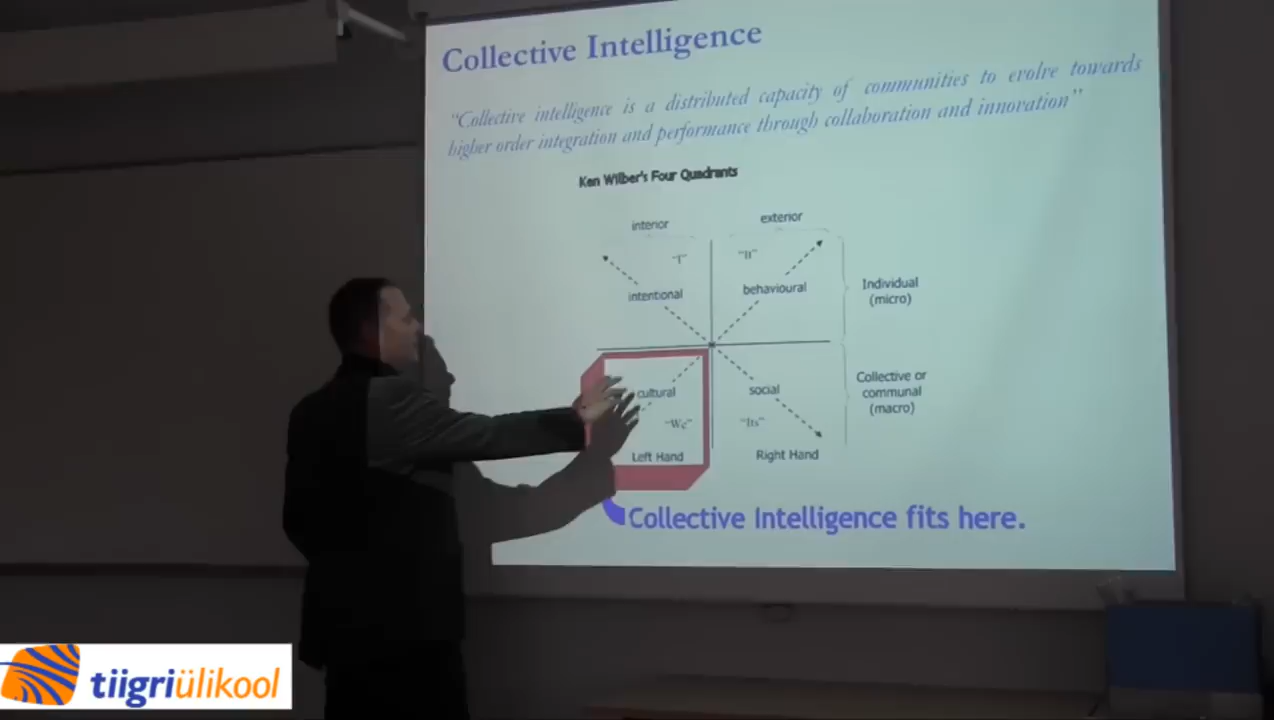 Collective Intelligence
"Collective intelligence is a distributed capacity of communities to evolve towards
higher order integration and performance through collaboration and innovation"
Ken Wilber's Four Quadrants
interior
exterior
"I"
"It"
intentional
behavioural
Individual
(micro)
cultural
social
Collective or
communal
(macro)
"We"
"Its"
Left Hand
Right Hand
Collective Intelligence fits here.
tiigriülikool